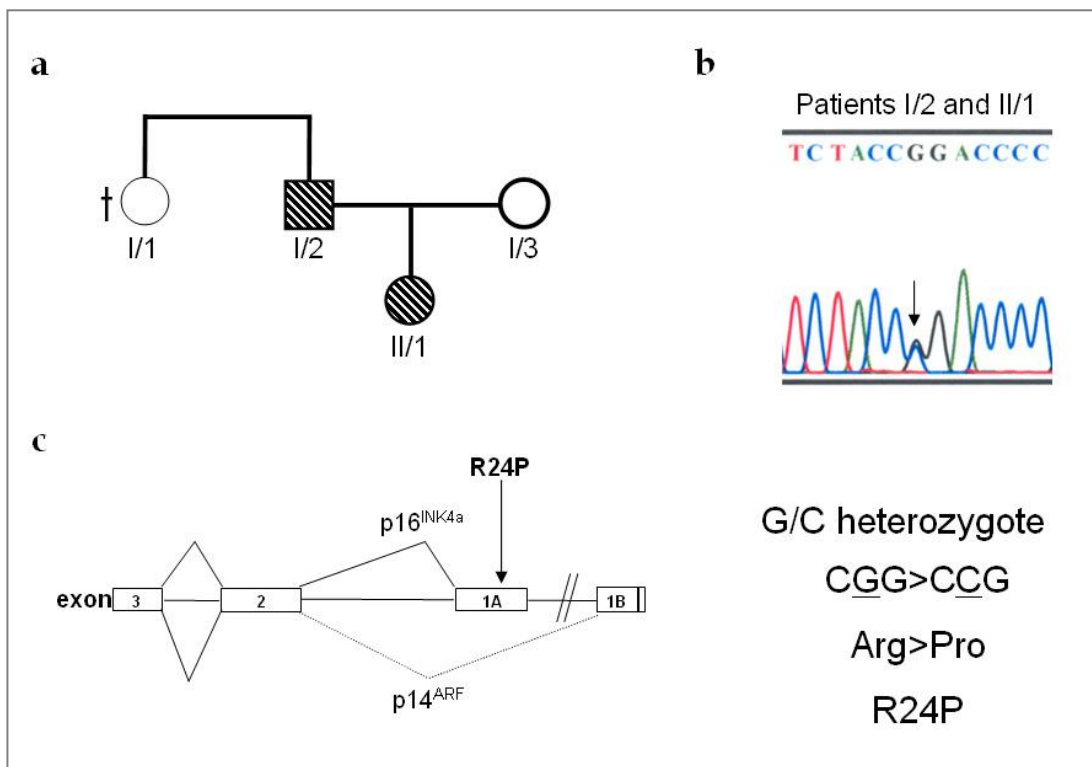 a
†
I/1
I/2
I/3
II/1
b
Patients I/2 and II/1
TCTACCGGACCCC
G/C heterozygote
CGG>CCG
Arg>Pro
R24P
c
R24P
p16INK4a
exon 3 2 1A 1B
p14ARF